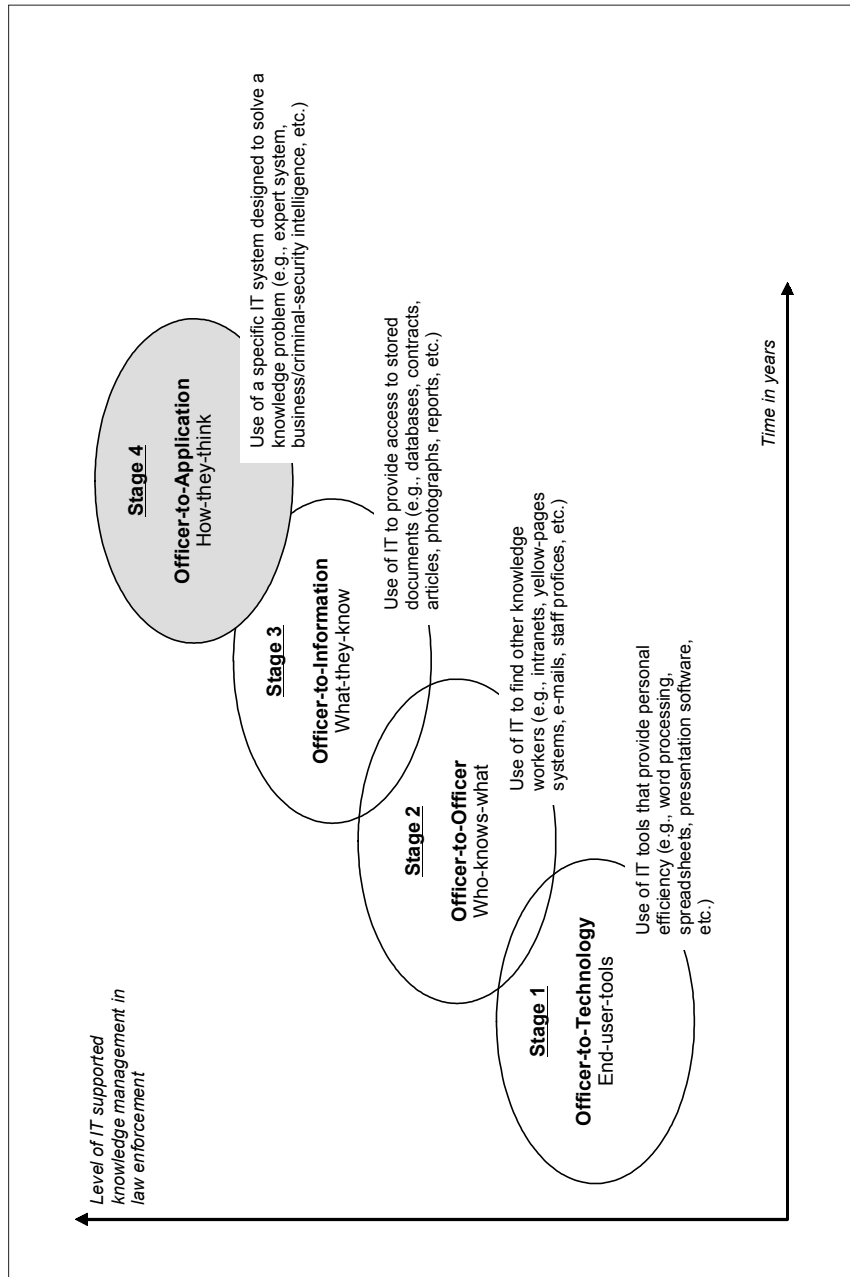 Level of IT supported
knowledge management in
law enforcement
Stage 4
Officer-to-Application
How-they-think
Use of a specific IT system designed to solve a
knowledge problem (e.g., expert system,
business/criminal-security intelligence, etc.)
Stage 3
Officer-to-Information
What-they-know
Use of IT to provide access to stored
documents (e.g., databases, contracts,
articles, photographs, reports, etc.)
Stage 2
Officer-to-Officer
Who-knows-what
Use of IT to find other knowledge
workers (e.g., intranets, yellow-pages
systems, e-mails, staff profices, etc.)
Stage 1
Officer-to-Technology
End-user-tools
Use of IT tools that provide personal
efficiency (e.g., word processing,
spreadsheets, presentation software,
etc.)
Time in years